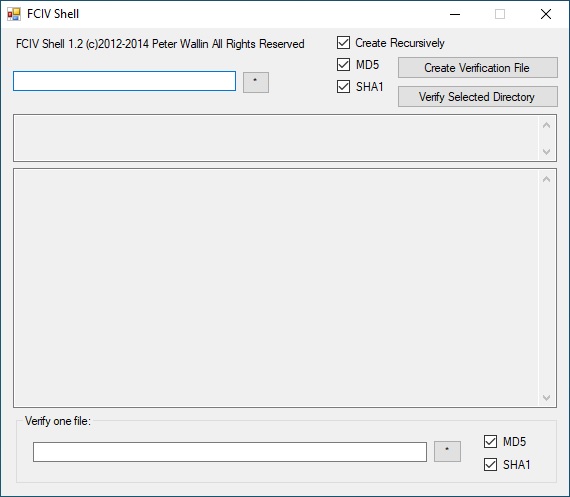 FCIV Shell
FCIV Shell 1.2 (c)2012-2014 Peter Wallin All Rights Reserved
Create Recursively
MD5
Create Verification File
*
SHA1
Verify Selected Directory
Verify one file:
*
MD5
SHA1